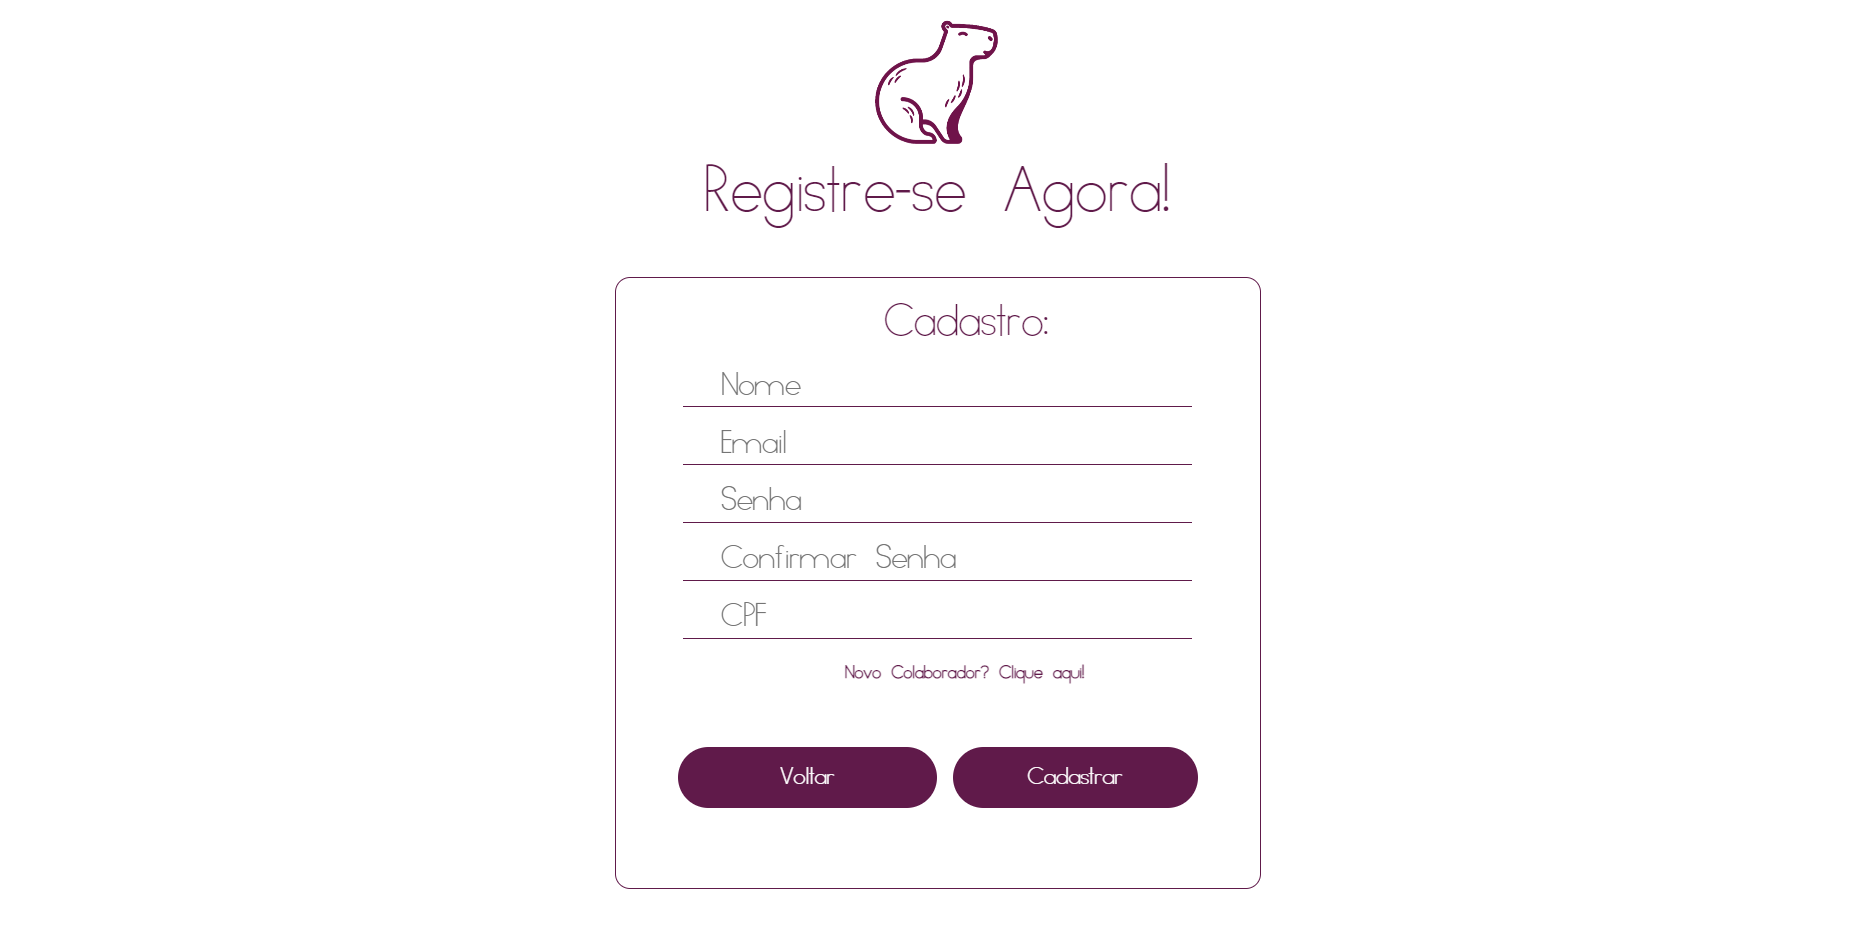 Registre-se Agora!
Cadastro:
Nome
Email
Senha
Confirmar Senha
CPF
Novo Colaborador? Clique aqui!
Voltar
Cadastrar